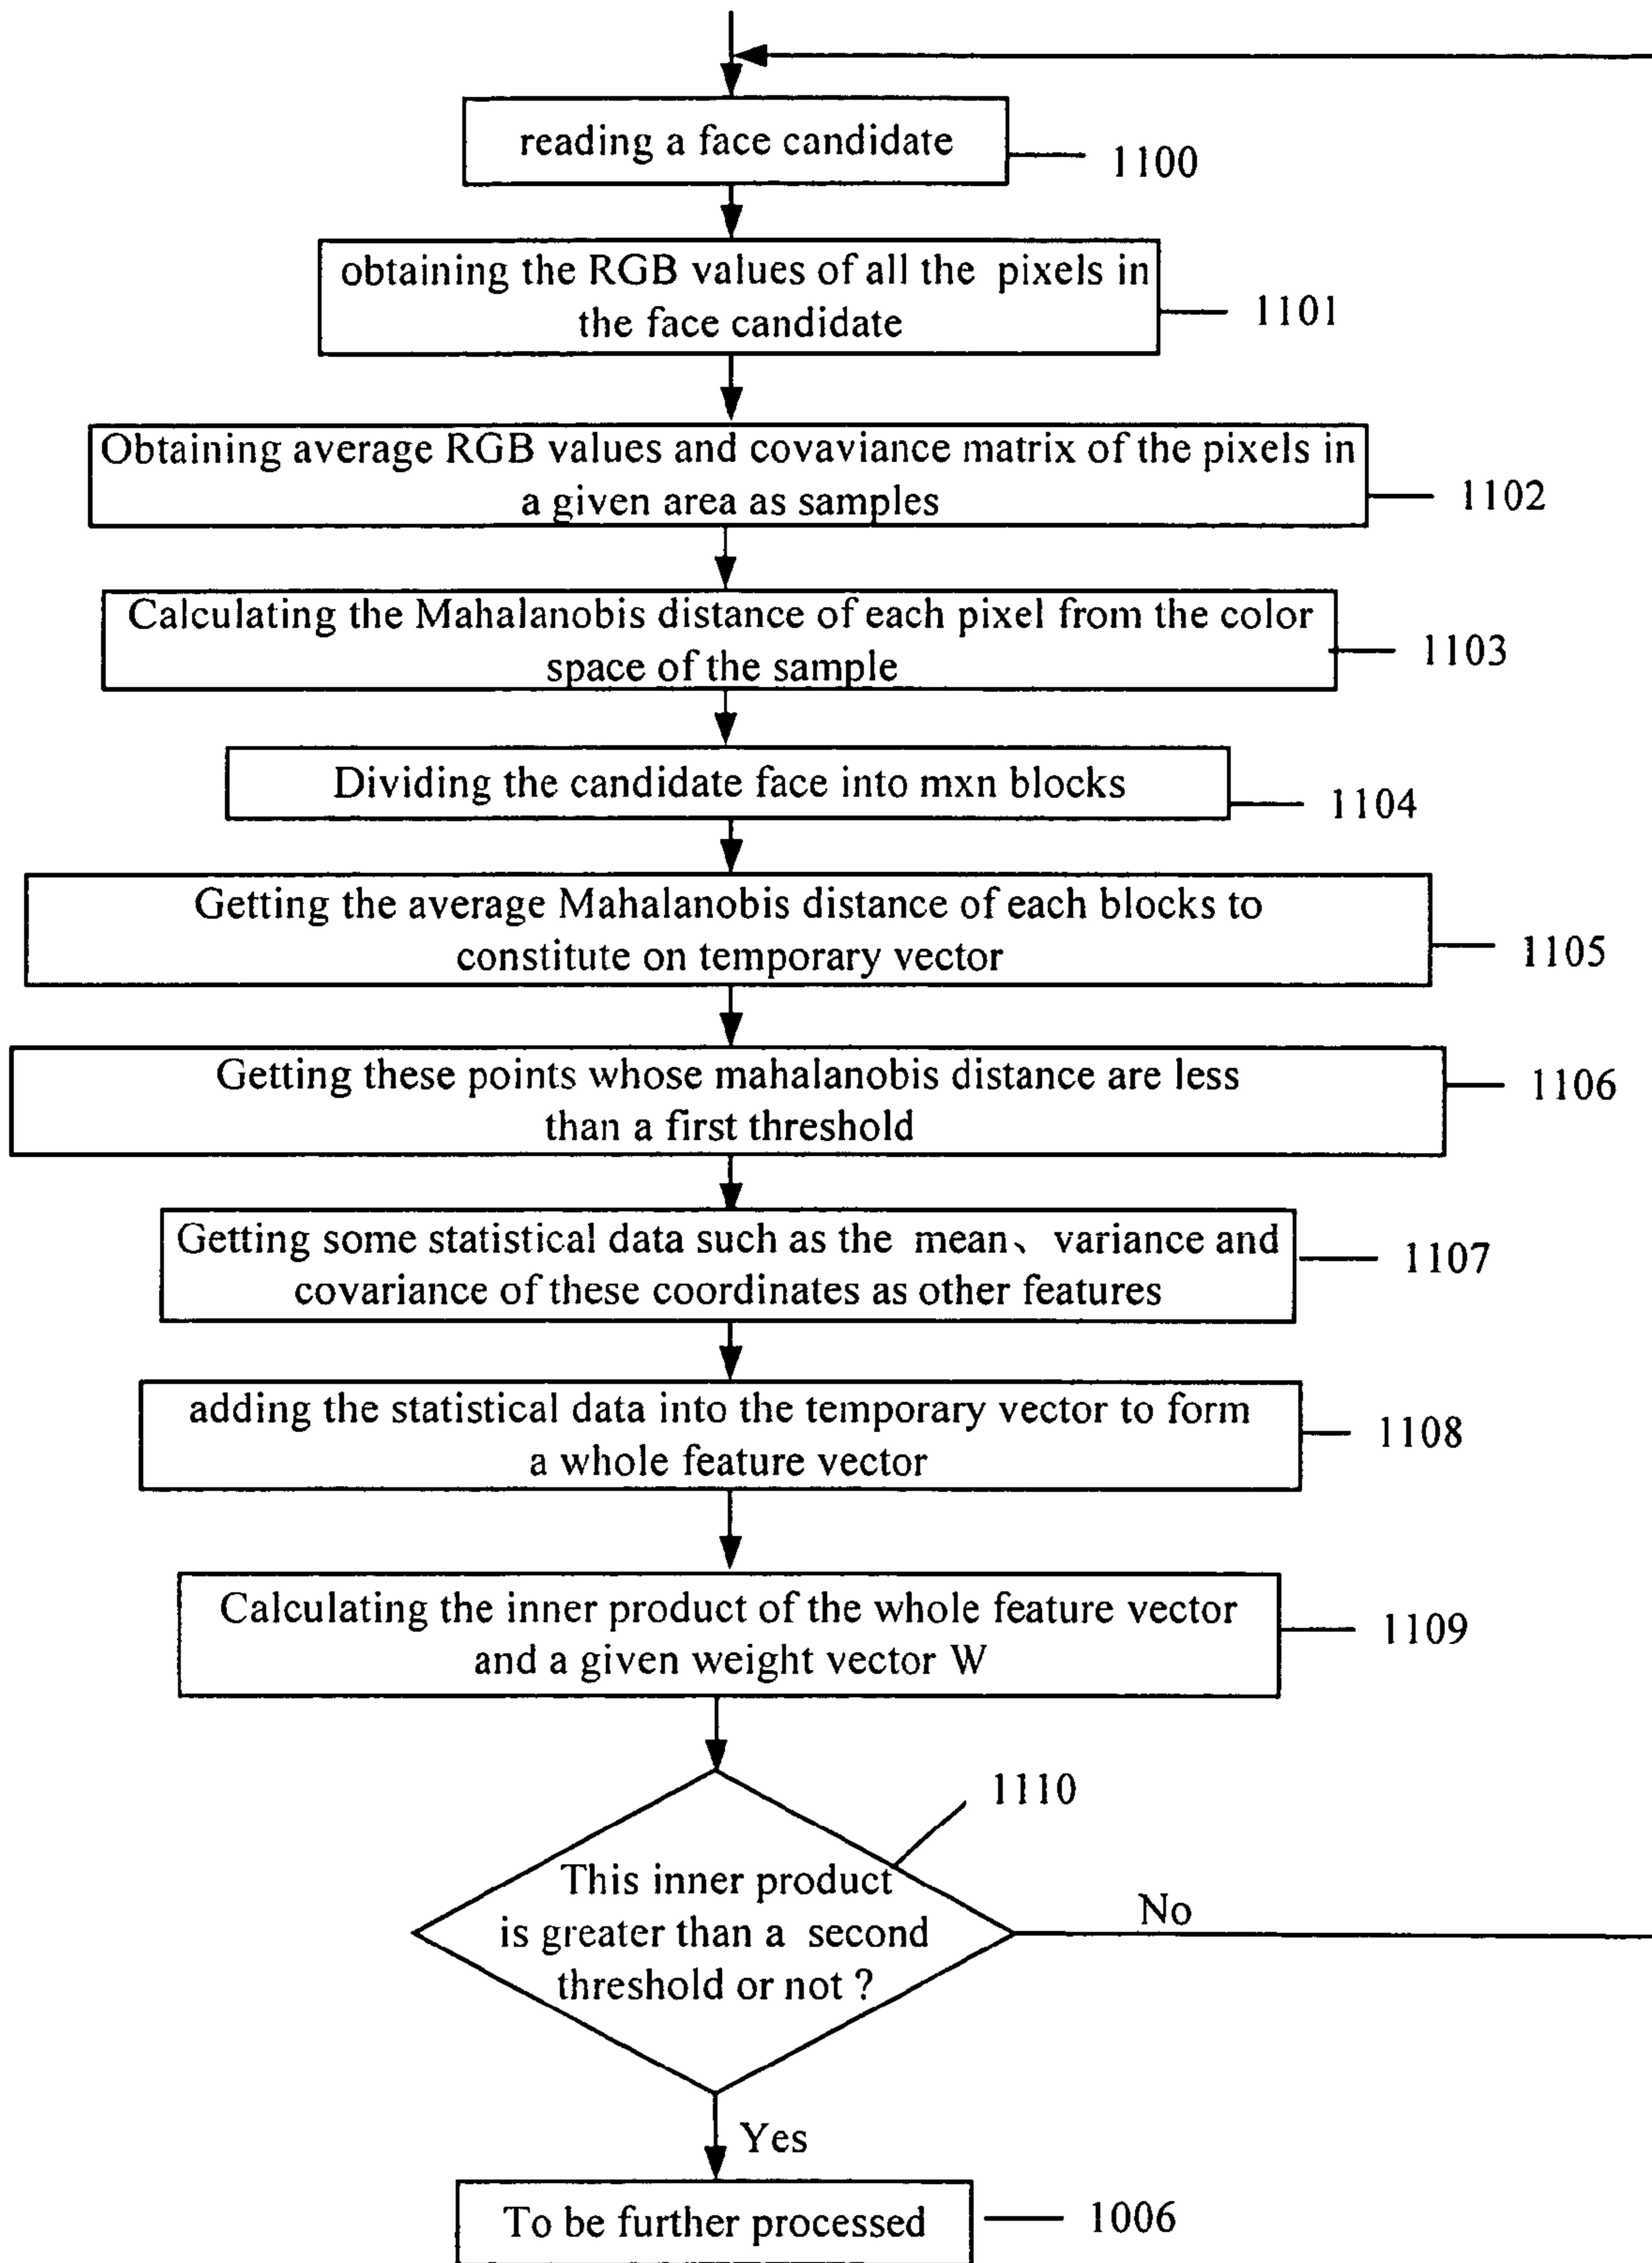 reading a face candidate
1100
obtaining the RGB values of all the pixels in
the face candidate
1101
Obtaining average RGB values and covaviance matrix of the pixels in
a given area as samples
1102
Calculating the Mahalanobis distance of each pixel from the color
space of the sample
1103
Dividing the candidate face into mxn blocks
1104
Getting the average Mahalanobis distance of each blocks to
constitute on temporary vector
1105
Getting these points whose mahalanobis distance are less
than a first threshold
1106
Getting some statistical data such as the mean、variance and
covariance of these coordinates as other features
1107
adding the statistical data into the temporary vector to form
a whole feature vector
1108
Calculating the inner product of the whole feature vector
and a given weight vector W
1109
1110
This inner product
is greater than a second
threshold or not ?
No
Yes
To be further processed
1006